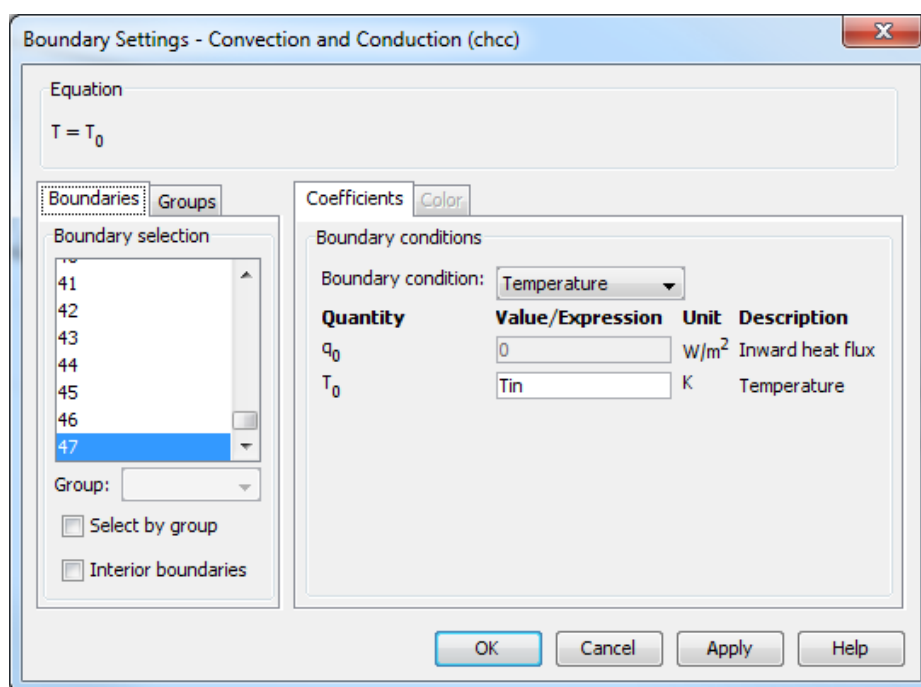 Boundary Settings - Convection and Conduction (chcc)
Equation
T = T0
Boundaries
Groups
Boundary selection
41
42
43
44
45
46
47
Group:
Select by group
Interior boundaries
Coefficients
Color
Boundary conditions
Boundary condition: Temperature
Quantity Value/Expression Unit Description
q0 0 W/m2 Inward heat flux
T0 Tin K Temperature
OK Cancel Apply Help